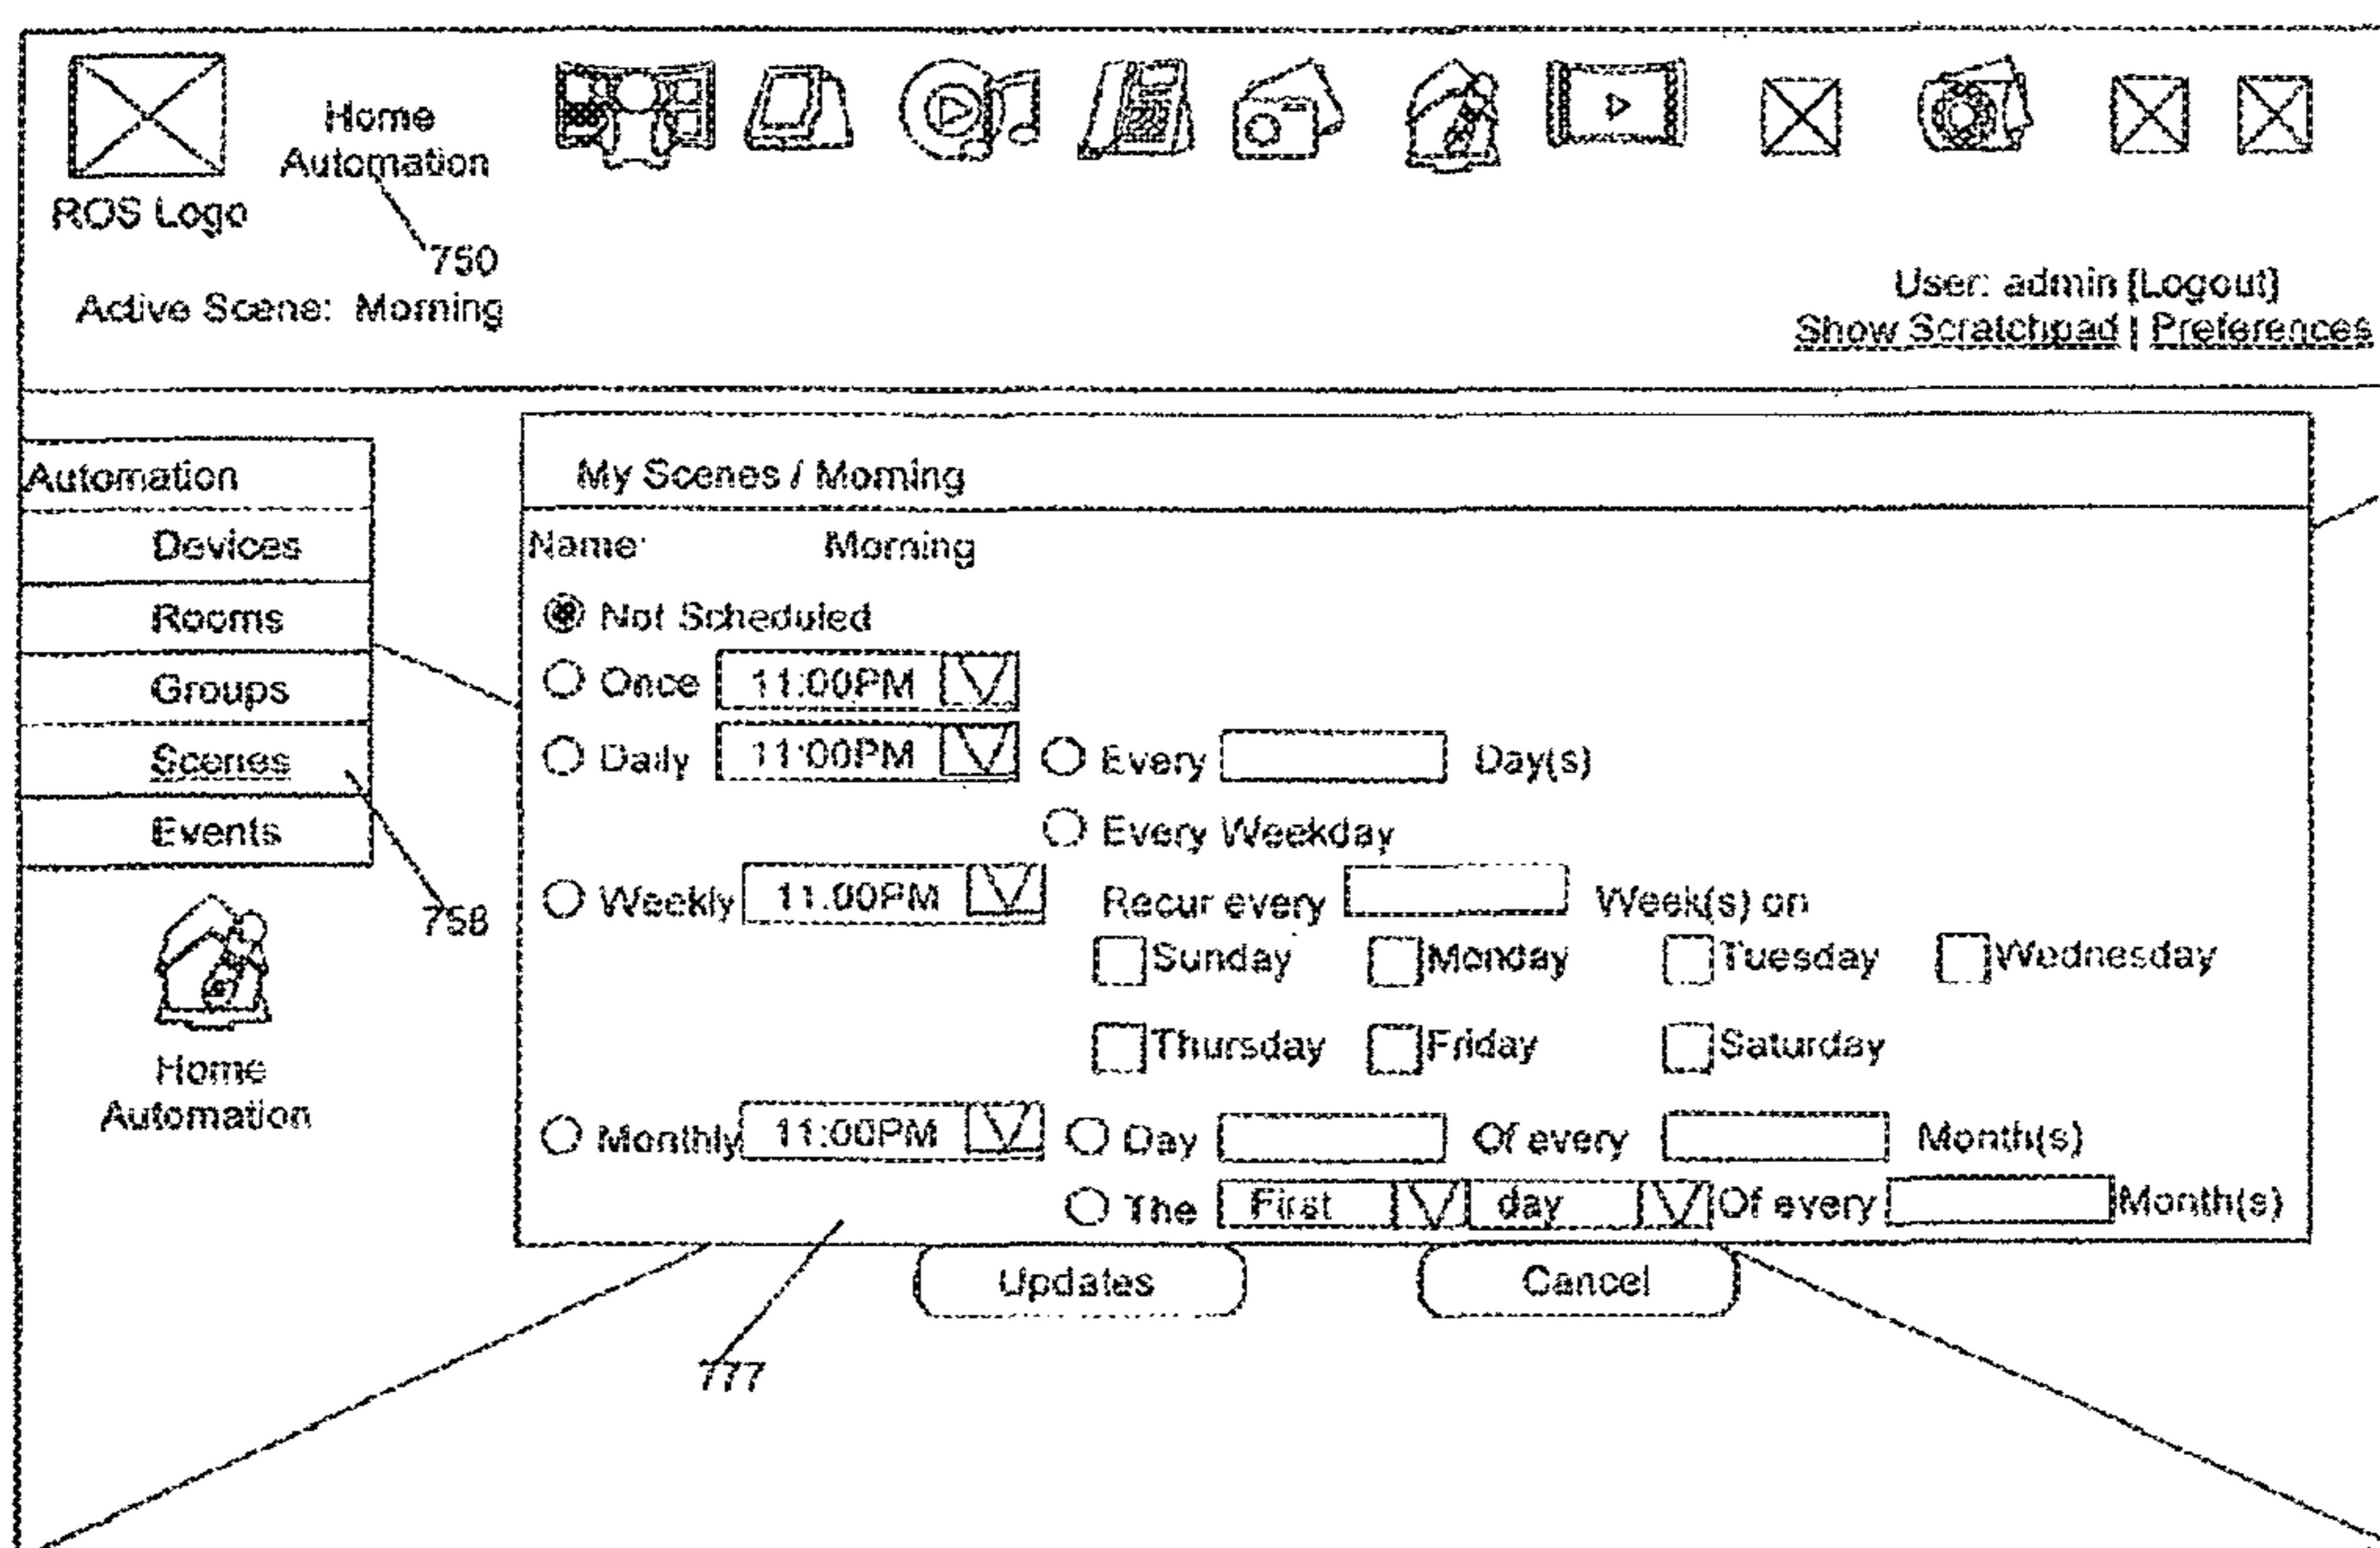 Home
Automation
ROS Logo
750
Active Scene: Morning
User: admin [Logout]
Show Scratchpad | Preferences
Automation
Devices
Rooms
Groups
Scenes
Events
758
Home
Automation
My Scenes / Morning
Name: Morning
Not Scheduled
Once 11:00PM
Daily 11:00PM Every Day(s)
Every Weekday
Weekly 11:00PM Recur every Week(s) on
Sunday Monday Tuesday Wednesday
Thursday Friday Saturday
Monthly 11:00PM Day Of every Month(s)
The First day Of every Month(s)
Updates Cancel
777